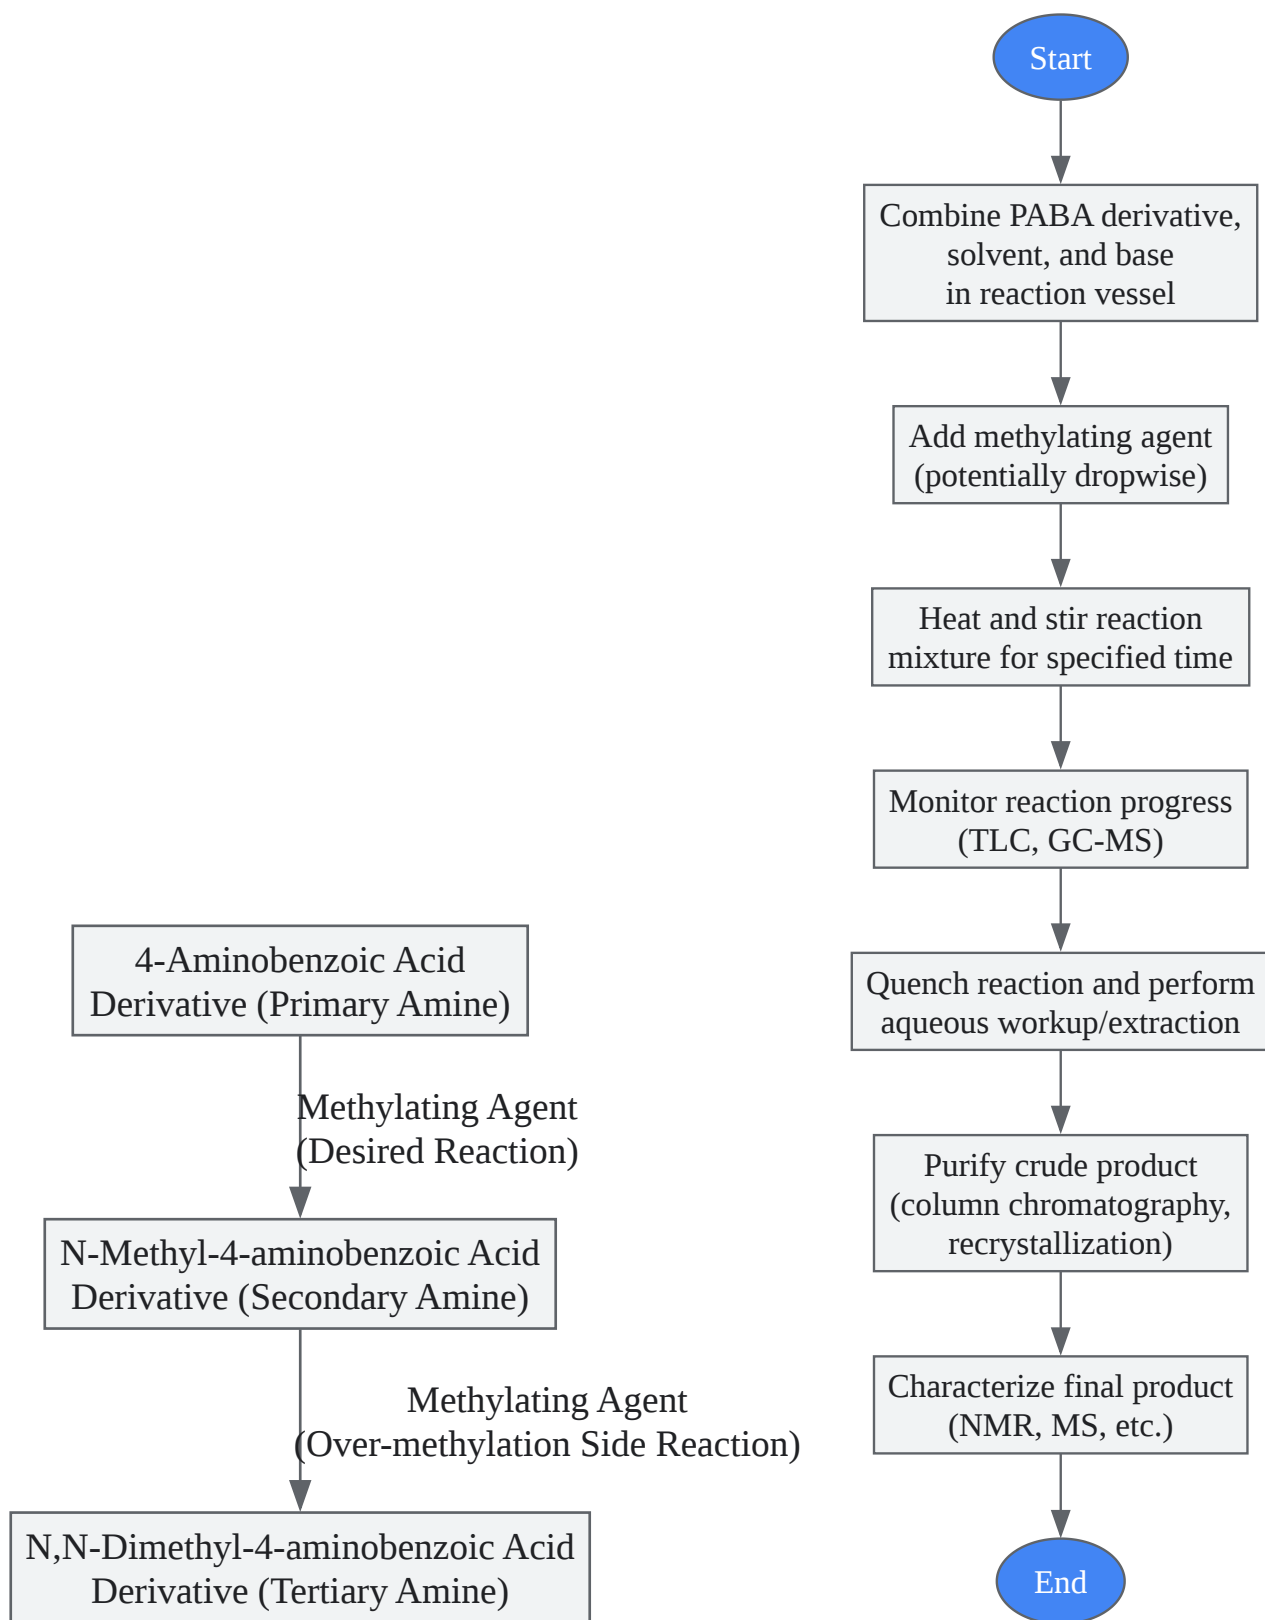 Start
Combine PABA derivative,
solvent, and base
in reaction vessel
Add methylating agent
(potentially dropwise)
Heat and stir reaction
mixture for specified time
Monitor reaction progress
(TLC, GC-MS)
Quench reaction and perform
aqueous workup/extraction
Purify crude product
(column chromatography,
recrystallization)
Characterize final product
(NMR, MS, etc.)
End
4-Aminobenzoic Acid
Derivative (Primary Amine)
Methylating Agent
(Desired Reaction)
N-Methyl-4-aminobenzoic Acid
Derivative (Secondary Amine)
Methylating Agent
(Over-methylation Side Reaction)
N,N-Dimethyl-4-aminobenzoic Acid
Derivative (Tertiary Amine)